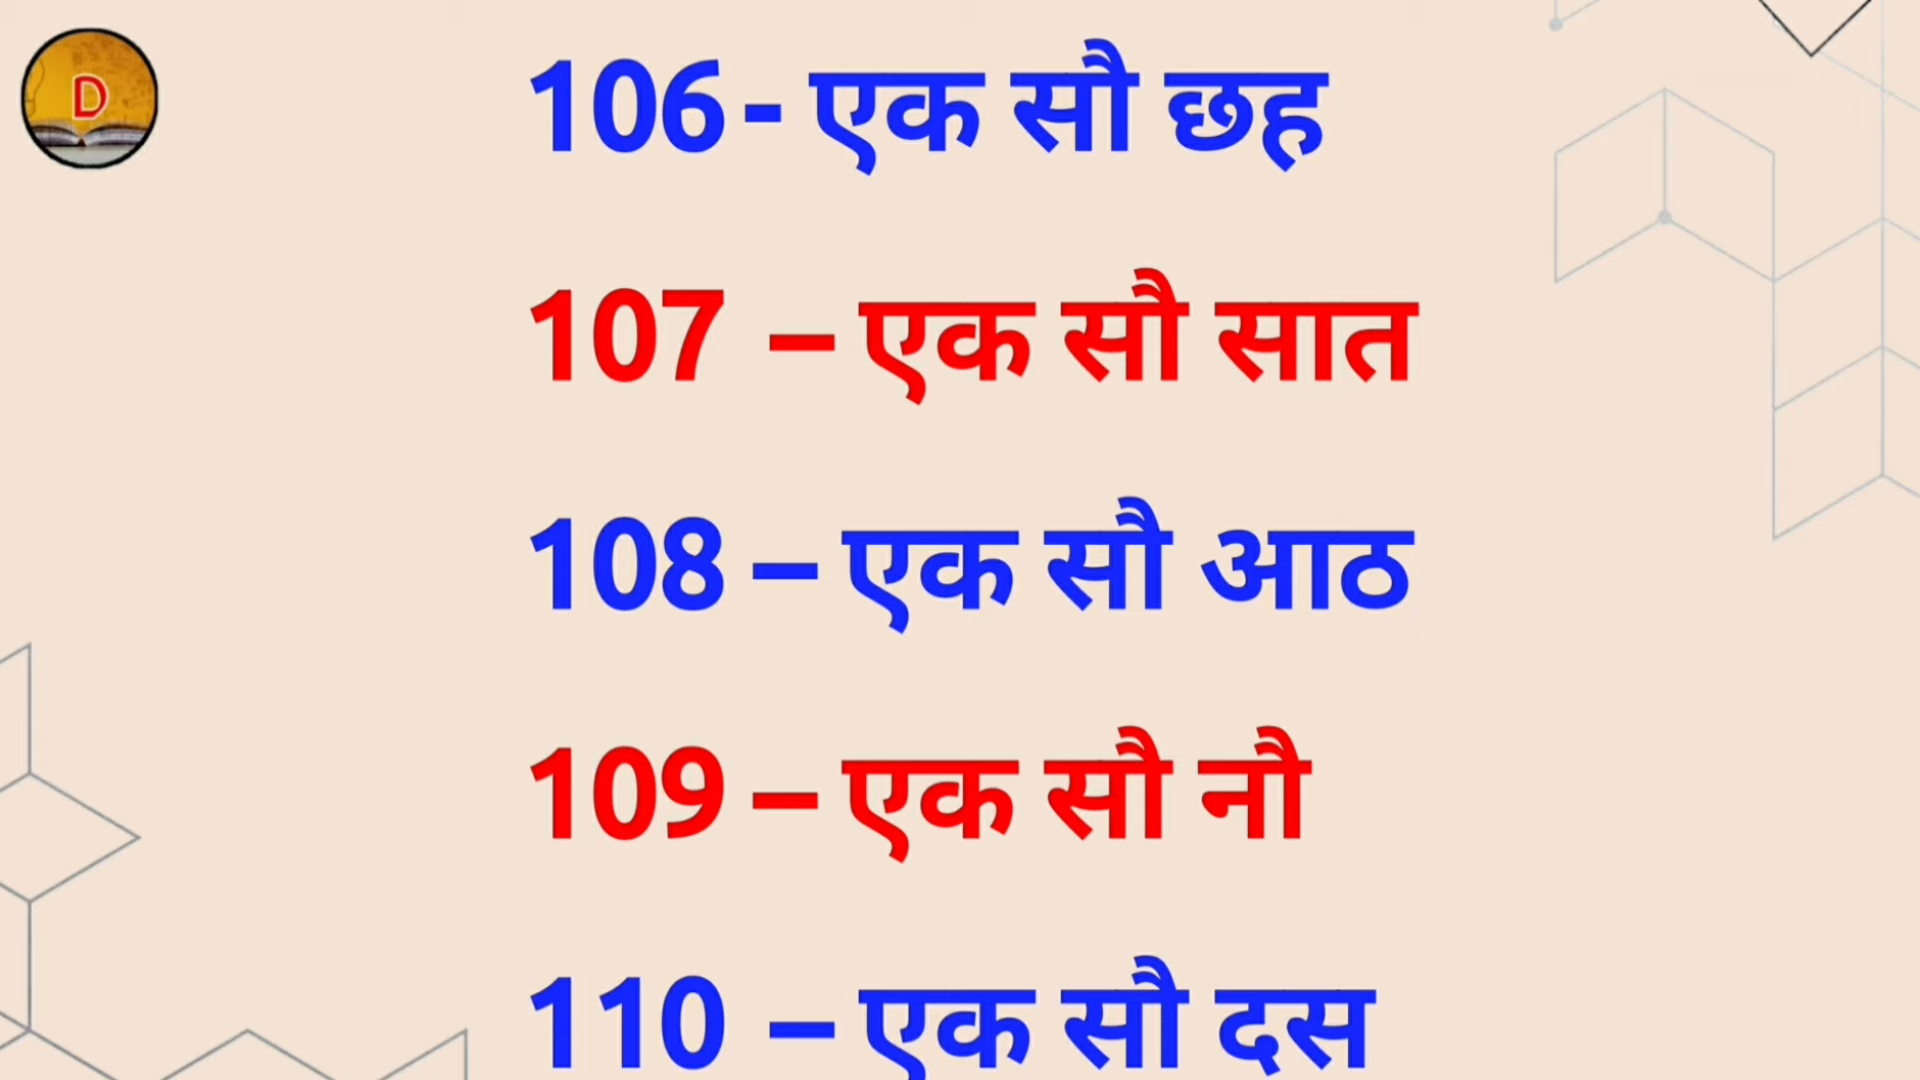 D
106 - एक सौ छह
107 – एक सौ सात
108 – एक सौ आठ
109 – एक सौ नौ
110 – एक सौ दस